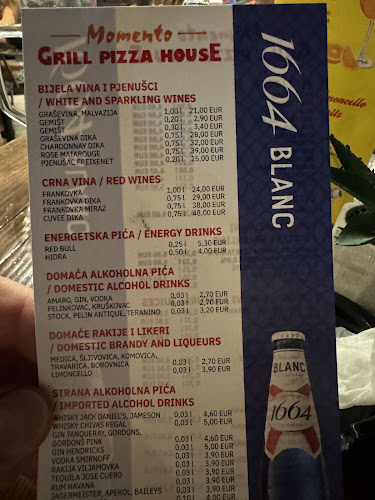 Momento
GRILL PIZZA HOUSE
BIJELA VINA I PJENUŠCI
/ WHITE AND SPARKLING WINES
GRAŠEVINA, MALVAZIJA 1,00 l 21,00 EUR
GEMIŠT 0,20 l 2,90 EUR
GEMIŠT 0,30 l 3,40 EUR
GRAŠEVINA DIKA 0,75 l 28,00 EUR
CHARDONNAY DIKA 0,75 l 32,00 EUR
ROSE MATAROUGE 0,75 l 39,00 EUR
PJENUŠAC FREIXENET 0,20 l 15,00 EUR
CRNA VINA / RED WINES
FRANKOVKA 1,00 l 24,00 EUR
FRANKOVKA DIKA 0,75 l 29,00 EUR
FRANKOVKA MIRAZ 0,75 l 38,00 EUR
CUVEE DIKA 0,75 l 48,00 EUR
ENERGETSKA PIĆA / ENERGY DRINKS
RED BULL 0,25 l 5,30 EUR
HIDRA 0,50 l 4,00 EUR
DOMAĆA ALKOHOLNA PIĆA
/ DOMESTIC ALCOHOL DRINKS
AMARO, GIN, VODKA 0,03 l 2,70 EUR
PELINKOVAC, KRUŠKOVAC 0,03 l 2,70 EUR
STOCK, PELIN ANTIQUE, TERANINO 0,03 l 3,20 EUR
DOMAĆE RAKIJE I LIKERI
/ DOMESTIC BRANDY AND LIQUEURS
MEDICA, ŠLJIVOVICA, KOMOVICA,
TRAVARICA, BOROVNICA 0,03 l 2,70 EUR
LIMONCELLO 0,03 l 3,90 EUR
STRANA ALKOHOLNA PIĆA
/ IMPORTED ALCOHOL DRINKS
WHISKY JACK DANIEL'S, JAMESON 0,03 l 4,60 EUR
WHISKY CHIVAS REGAL 0,03 l 5,00 EUR
GIN TANQUERAY, GORDONS,
GORDONS PINK 0,03 l 4,60 EUR
GIN HENDRICKS 0,03 l 5,00 EUR
VODKA SMIRNOFF 0,03 l 3,90 EUR
RAKIJA VILJAMOVKA 0,03 l 3,90 EUR
TEQUILA JOSE CUERO 0,03 l 3,90 EUR
RUM HAVANA 0,03 l 3,90 EUR
JÄGERMEISTER, APEROL, BAILEYS 0,03 l 3,90 EUR
4,00 EUR
1664 BLANC
BLANC
1664